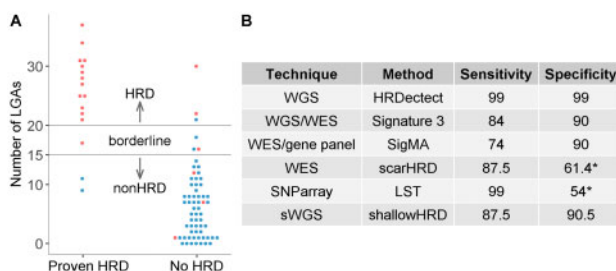 A
Number of LGAs
30
20
15
10
0
HRD
borderline
nonHRD
Proven HRD No HRD
B
Technique Method Sensitivity Specificity
WGS HRDectect 99 99
WGS/WES Signature 3 84 90
WES/gene panel SigMA 74 90
WES scarHRD 87.5 61.4*
SNParray LST 99 54*
sWGS shallowHRD 87.5 90.5